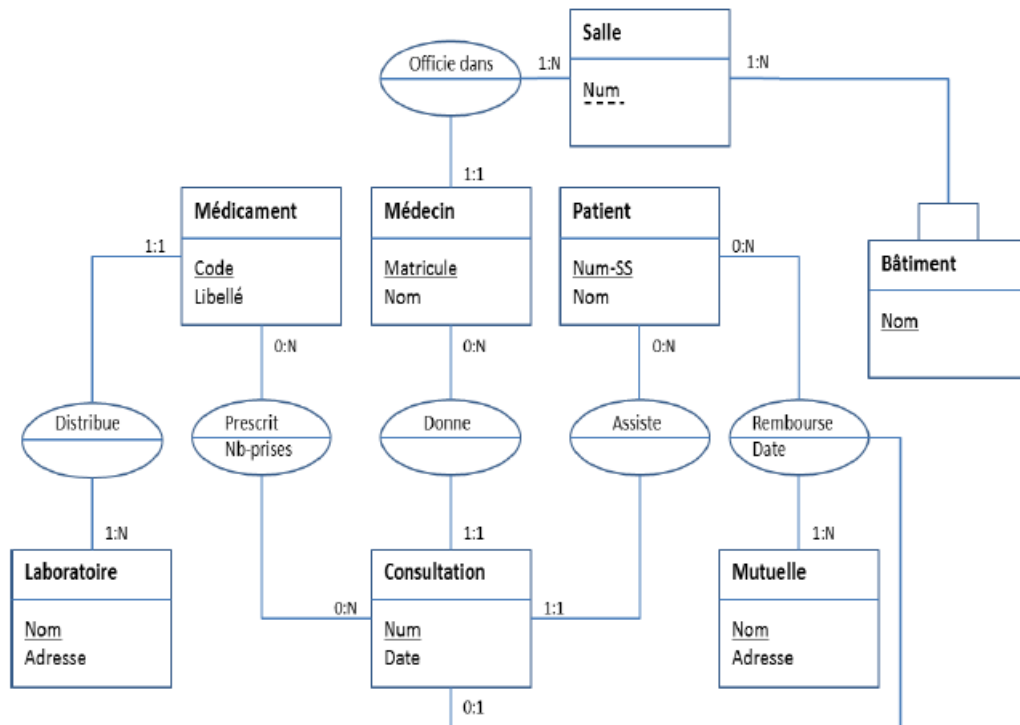 Salle
Num
Officie dans
1:N
1:N
1:1
Médicament
Code
Libellé
Médecin
Matricule
Nom
Patient
Num-SS
Nom
Bâtiment
Nom
1:1
0:N
0:N
0:N
0:N
Distribue
Prescrit
Nb-prises
Donne
Assiste
Rembourse
Date
1:N
0:N
1:1
1:1
1:N
Laboratoire
Nom
Adresse
Consultation
Num
Date
Mutuelle
Nom
Adresse
0:1